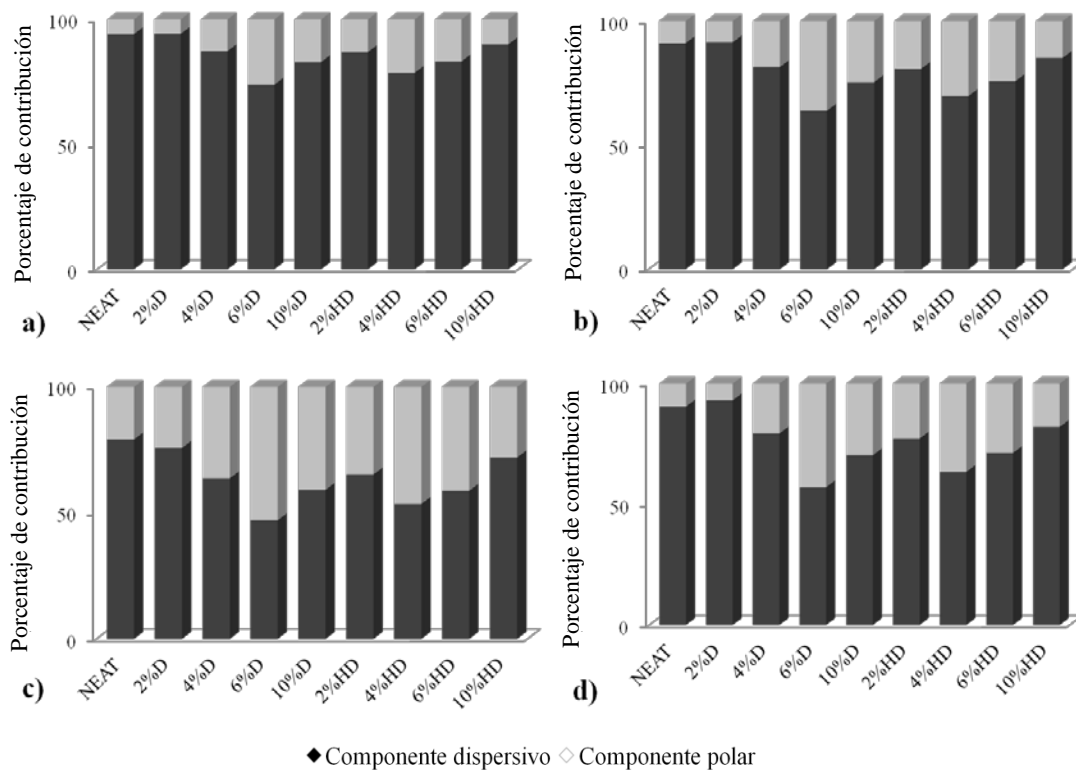 Porcentaje de contribución
100
50
0
NEAT
2%D
4%D
6%D
10%D
2%HD
4%HD
6%HD
10%HD
a)
Porcentaje de contribución
100
50
0
NEAT
2%D
4%D
6%D
10%D
2%HD
4%HD
6%HD
10%HD
b)
Porcentaje de contribución
100
50
0
NEAT
2%D
4%D
6%D
10%D
2%HD
4%HD
6%HD
10%HD
c)
Porcentaje de contribución
100
50
0
NEAT
2%D
4%D
6%D
10%D
2%HD
4%HD
6%HD
10%HD
d)
Componente dispersivo Componente polar